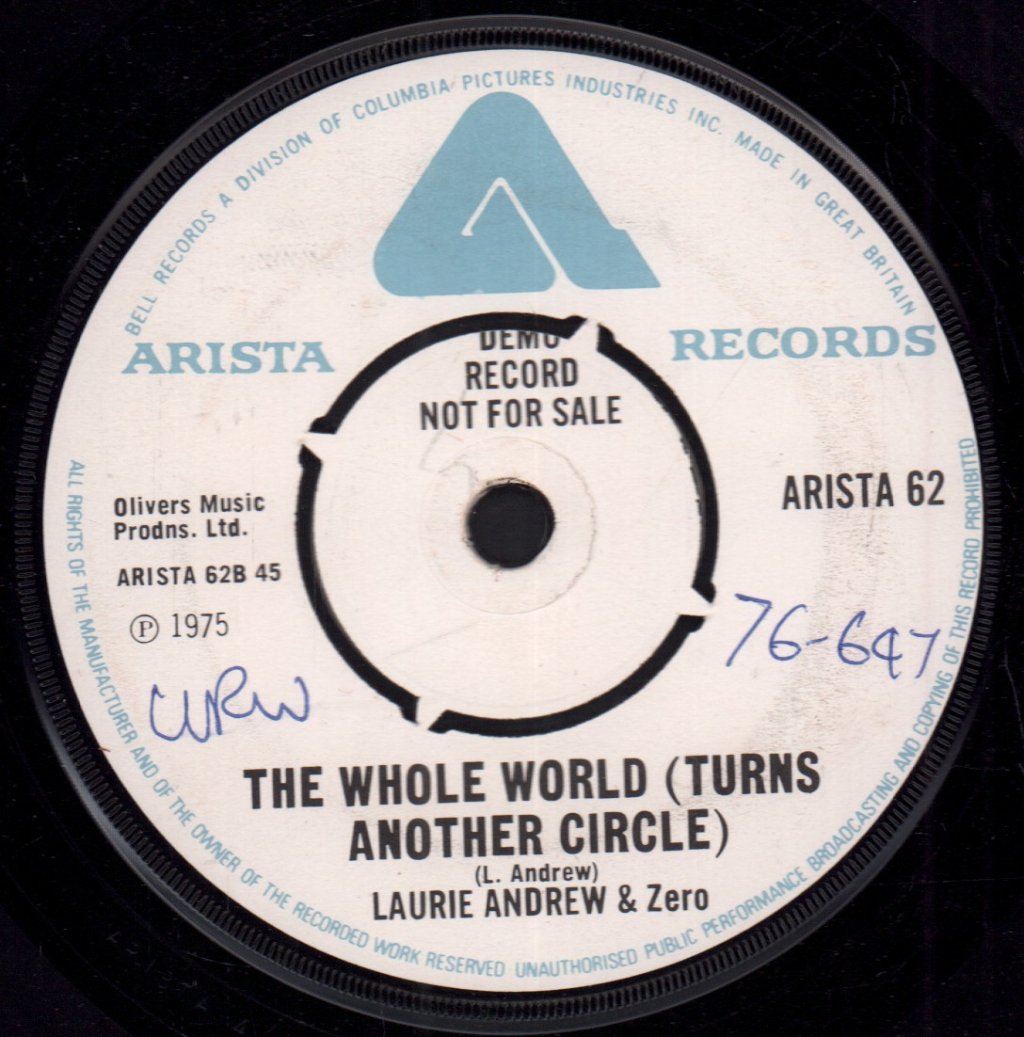 BELL RECORDS A DIVISION OF COLUMBIA PICTURES INDUSTRIES INC. MADE IN GREAT BRITAIN
ARISTA RECORDS
DEMO
RECORD
NOT FOR SALE
Olivers Music
Prodns. Ltd.
ARISTA 62
ARISTA 62B 45
Ⓟ 1975
76-647
THE WHOLE WORLD (TURNS
ANOTHER CIRCLE)
(L. Andrew)
LAURIE ANDREW & Zero
ALL RIGHTS OF THE MANUFACTURER AND OF THE OWNER OF THE RECORDED WORK RESERVED UNAUTHORISED PUBLIC PERFORMANCE BROADCASTING AND COPYING OF THIS RECORD PROHIBITED